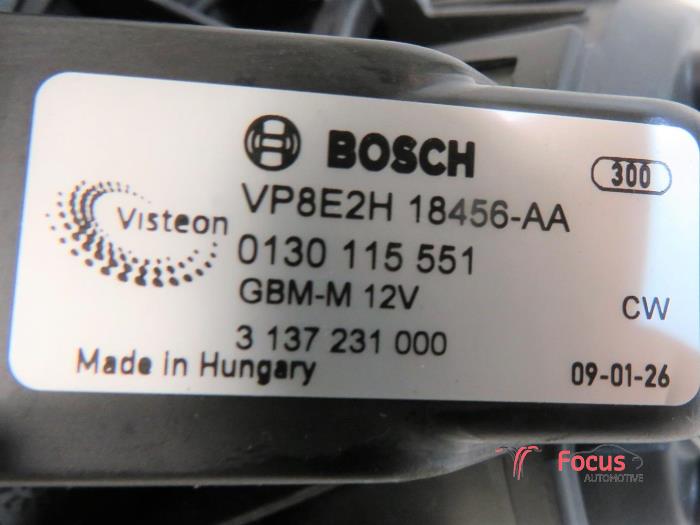 BOSCH
300
VP8E2H 18456-AA
Visteon
0130 115 551
GBM-M 12V
CW
3 137 231 000
Made in Hungary
09-01-26
Focus
AUTOMOTIVE